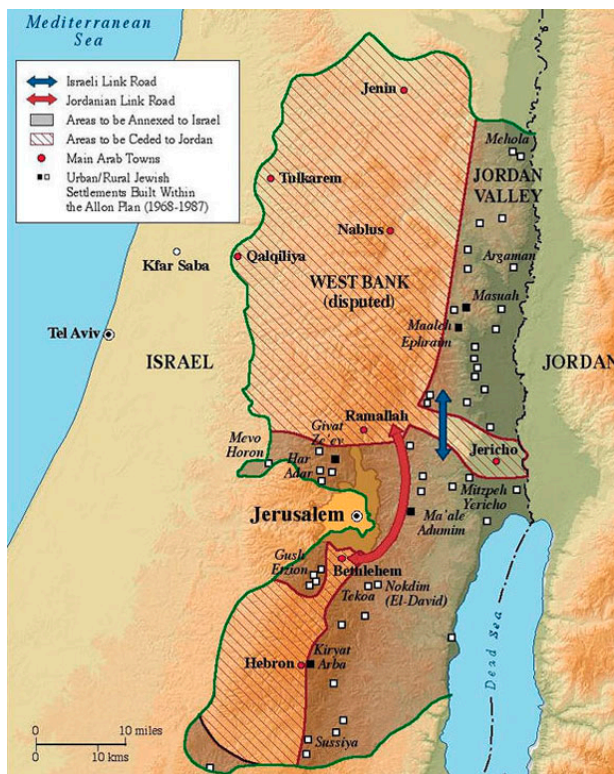 Mediterranean
Sea
Israeli Link Road
Jordanian Link Road
Areas to be Annexed to Israel
Areas to be Ceded to Jordan
Main Arab Towns
Urban/Rural Jewish
Settlements Built Within
the Allon Plan (1968-1987)
Jenin
Mehola
JORDAN
VALLEY
Tulkarem
Nablus
Kfar Saba
Qalqiliya
Argaman
WEST BANK
(disputed)
Masuah
Maaleh
Ephraim
Tel Aviv
ISRAEL
JORDAN
Ramallah
Givat
Ze'ev
Mevo
Horon
Har
Adar
Jericho
Mitzpeh
Yericho
Jerusalem
Ma'ale
Adumim
Gush
Etzion
Bethlehem
Tekoa
Nokdim
(El-David)
Hebron
Kiryat
Arba
Dead Sea
Sussiya
0 10 miles
0 10 kms